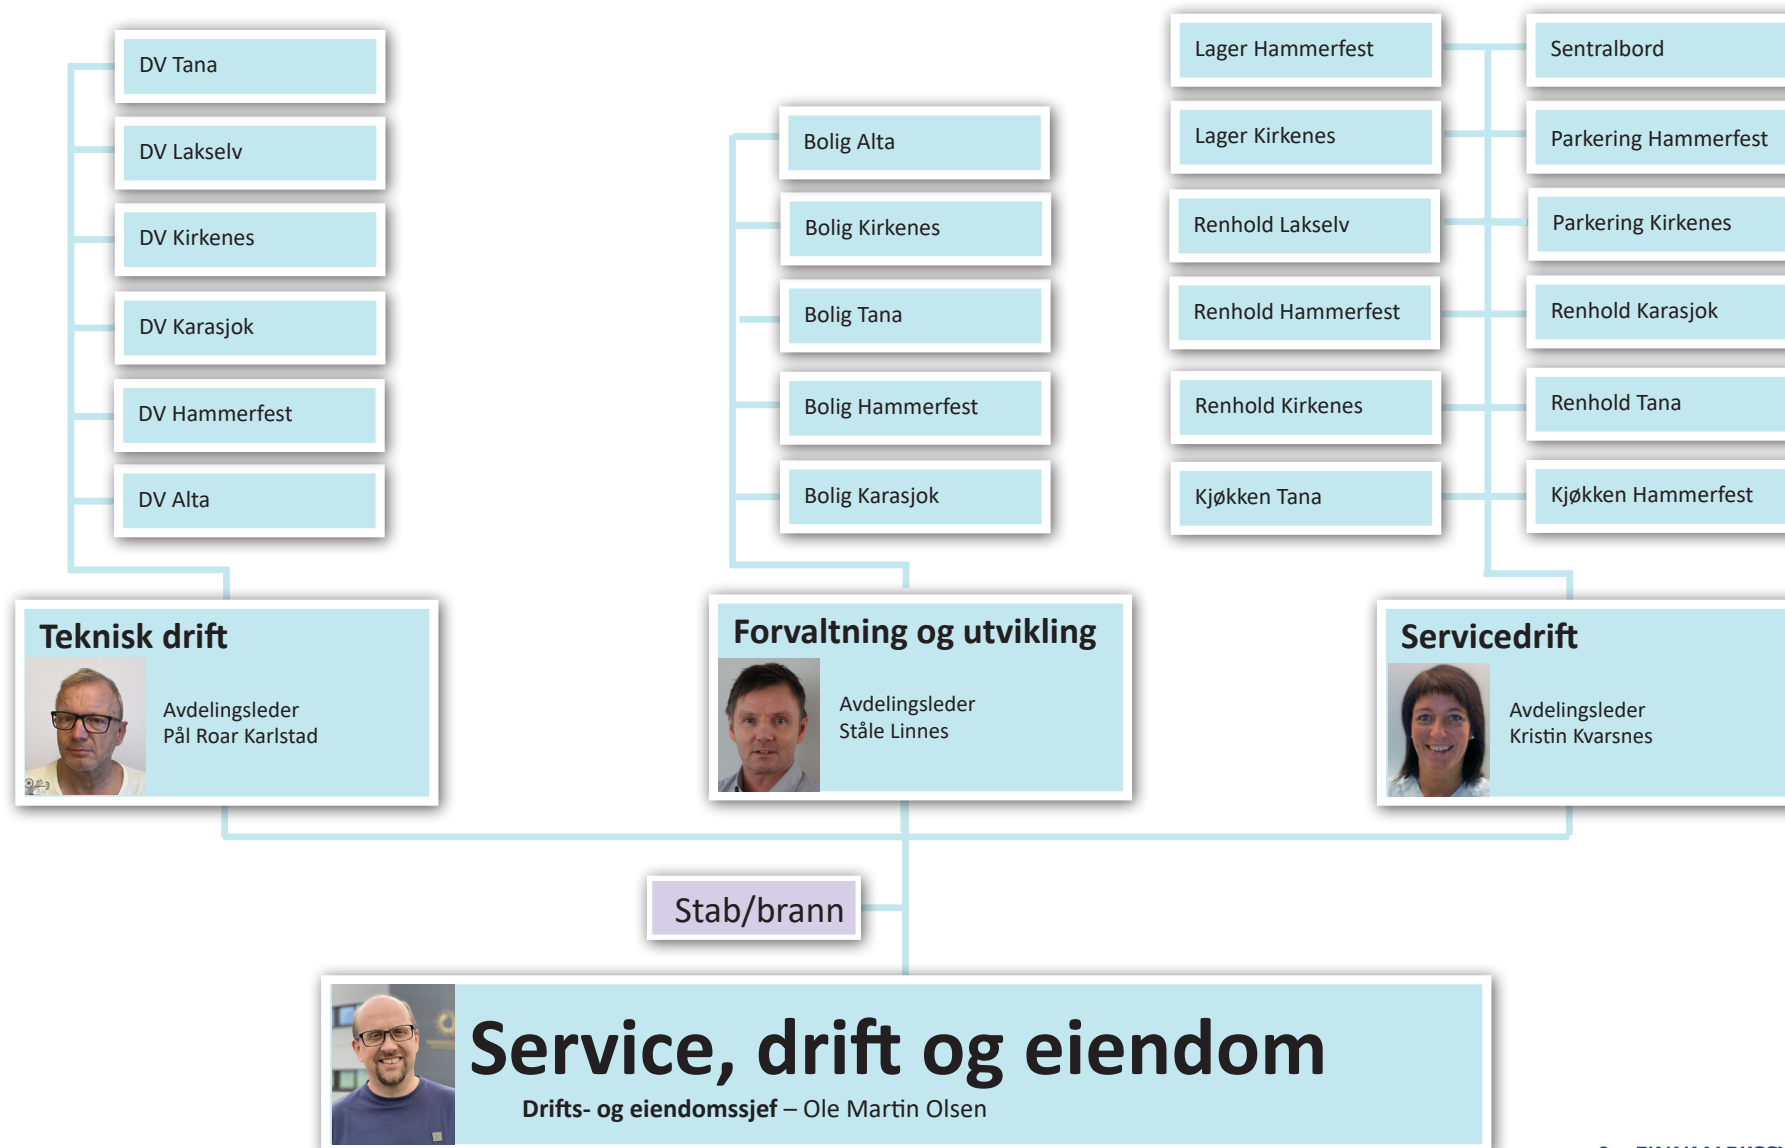 DV Tana
DV Lakselv
DV Kirkenes
DV Karasjok
DV Hammerfest
DV Alta
Bolig Alta
Bolig Kirkenes
Bolig Tana
Bolig Hammerfest
Bolig Karasjok
Lager Hammerfest
Lager Kirkenes
Renhold Lakselv
Renhold Hammerfest
Renhold Kirkenes
Kjøkken Tana
Sentralbord
Parkering Hammerfest
Parkering Kirkenes
Renhold Karasjok
Renhold Tana
Kjøkken Hammerfest
Teknisk drift
Avdelingsleder
Pål Roar Karlstad
Forvaltning og utvikling
Avdelingsleder
Ståle Linnes
Servicedrift
Avdelingsleder
Kristin Kvarsnes
Stab/brann
Service, drift og eiendom
Drifts- og eiendomssjef – Ole Martin Olsen